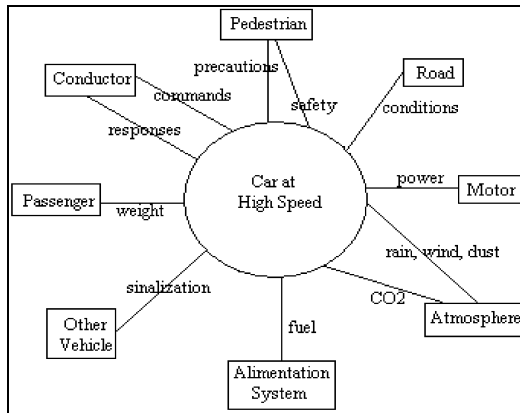 Pedestrian
precautions
Conductor
commands
Road
safety
conditions
responses
Car at
High Speed
power
Motor
Passenger
weight
rain, wind, dust
sinalization
CO2
Other
Vehicle
fuel
Atmosphere
Alimentation
System